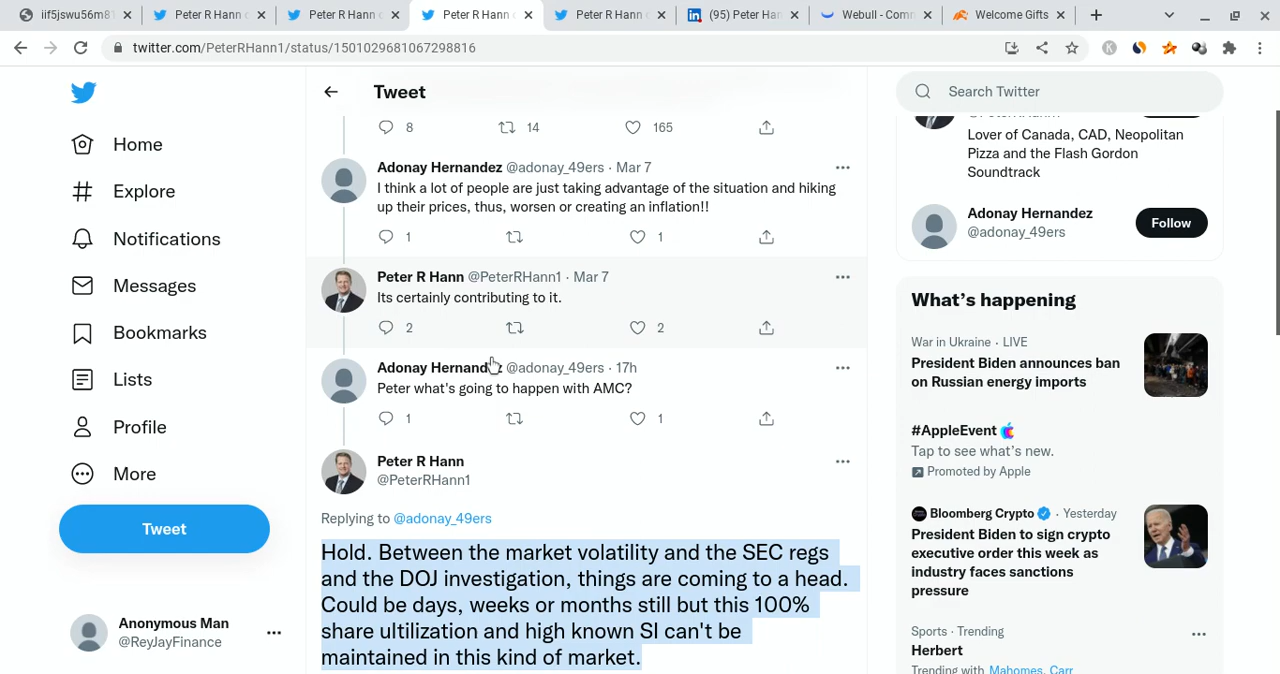 iif5jswu56m81
Peter R Hann o
Peter R Hann o
Peter R Hann o
Peter R Hann o
(95) Peter Han
Webull - Comm
Welcome Gifts
twitter.com/PeterRHann1/status/1501029681067298816
Tweet
Search Twitter
Home
Explore
Notifications
Messages
Bookmarks
Lists
Profile
More
Tweet
Anonymous Man
@ReyJayFinance
8 14 165
Adonay Hernandez @adonay_49ers · Mar 7
I think a lot of people are just taking advantage of the situation and hiking
up their prices, thus, worsen or creating an inflation!!
1 1
Peter R Hann @PeterRHann1 · Mar 7
Its certainly contributing to it.
2 2
Adonay Hernandez @adonay_49ers · 17h
Peter what's going to happen with AMC?
1 1
Peter R Hann
@PeterRHann1
Replying to @adonay_49ers
Hold. Between the market volatility and the SEC regs
and the DOJ investigation, things are coming to a head.
Could be days, weeks or months still but this 100%
share ultilization and high known SI can't be
maintained in this kind of market.
Lover of Canada, CAD, Neopolitan
Pizza and the Flash Gordon
Soundtrack
Adonay Hernandez
@adonay_49ers
Follow
What's happening
War in Ukraine · LIVE
President Biden announces ban
on Russian energy imports
#AppleEvent
Tap to see what's new.
Promoted by Apple
Bloomberg Crypto · Yesterday
President Biden to sign crypto
executive order this week as
industry faces sanctions
pressure
Sports · Trending
Herbert
Trending with Mahomes, Carr